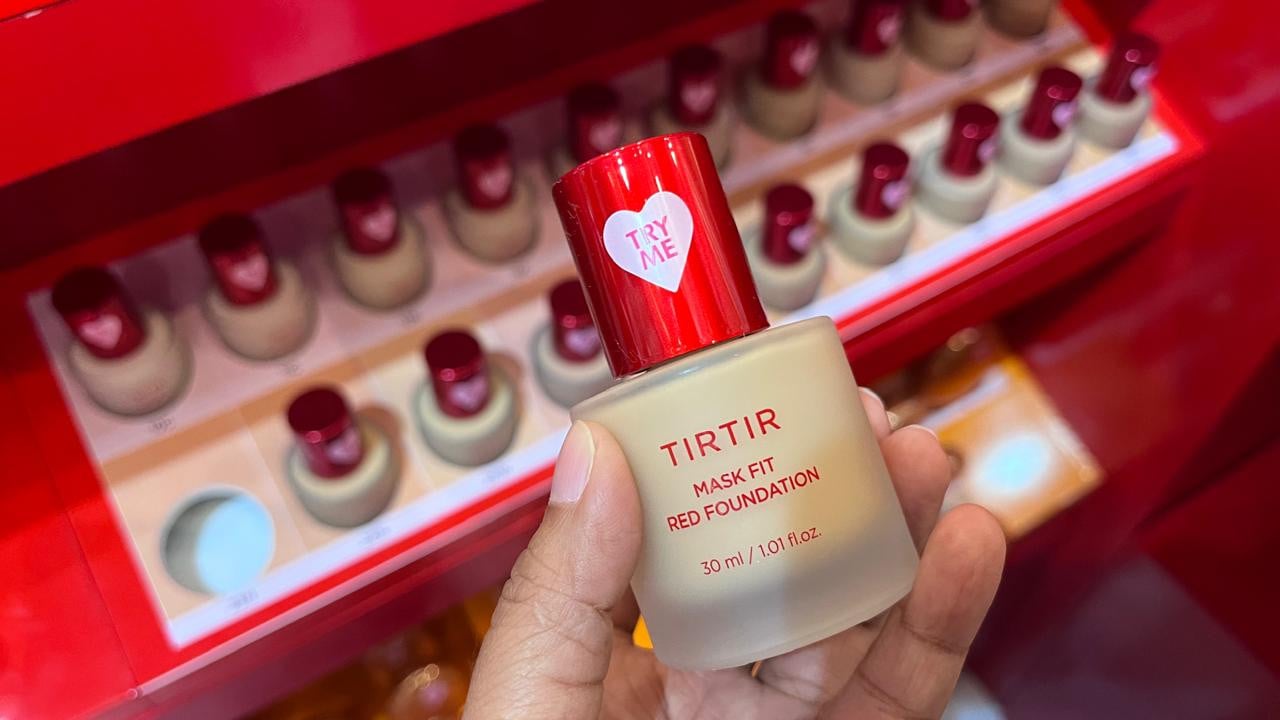 TRY
ME
TIRTIR
MASK FIT
RED FOUNDATION
30 ml / 1.01 fl.oz.